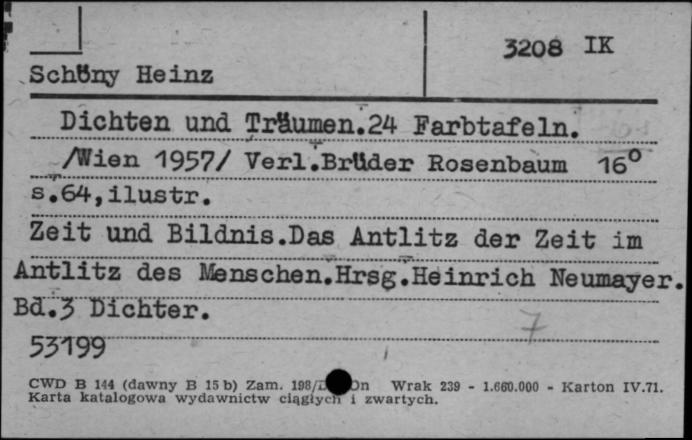 3208 IK
Schöny Heinz
Dichten und Träumen.24 Farbtafeln.
/Wien 1957/ Verl.Brüder Rosenbaum 16°
s.64,ilustr.
Zeit und Bildnis.Das Antlitz der Zeit im
Antlitz des Menschen.Hrsg.Heinrich Neumayer.
Bd.3 Dichter.
7
53199
CWD B 144 (dawny B 15 b) Zam. 198/ Wrak 239 - 1.660.000 - Karton IV.71.
Karta katalogowa wydawnictw ciągłych i zwartych.